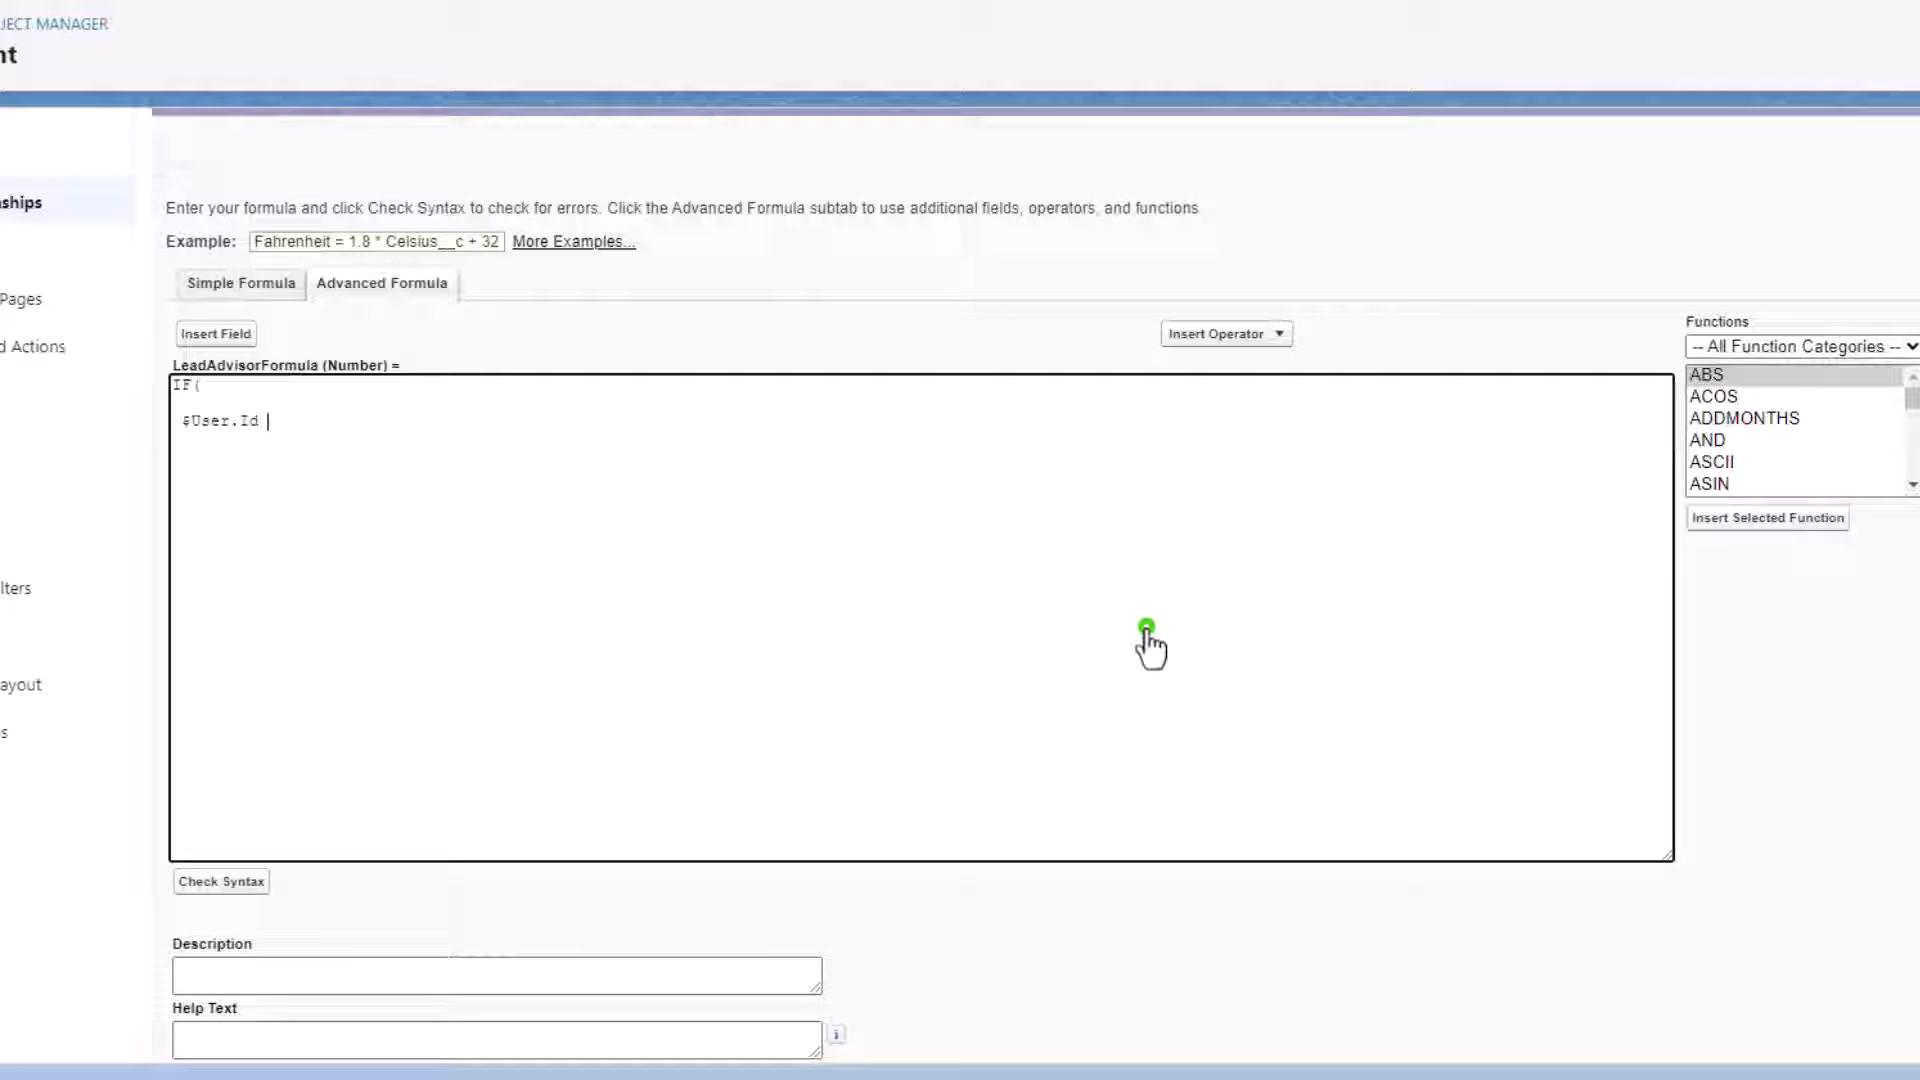 JECT MANAGER
nt
ships
Pages
d Actions
lters
ayout
s
Enter your formula and click Check Syntax to check for errors. Click the Advanced Formula subtab to use additional fields, operators, and functions
Example: Fahrenheit = 1.8 * Celsius__c + 32 More Examples...
Simple Formula Advanced Formula
Insert Field Insert Operator
LeadAdvisorFormula (Number) =
IF(
$User.Id
Functions
-- All Function Categories --
ABS
ACOS
ADDMONTHS
AND
ASCII
ASIN
Insert Selected Function
Check Syntax
Description
Help Text
i